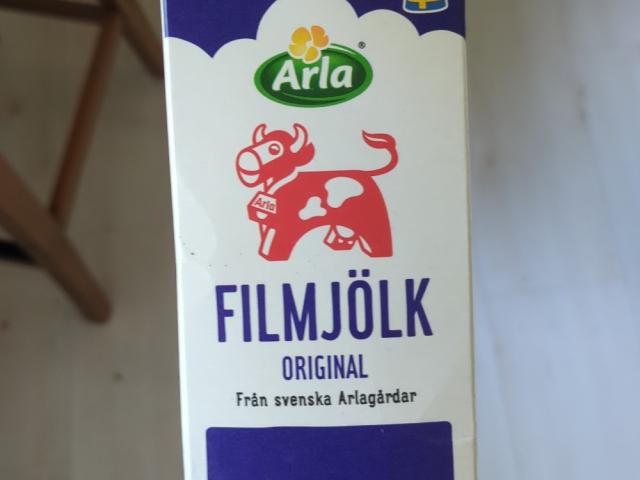 Arla®
Arla
FILMJÖLK
ORIGINAL
Från svenska Arlagårdar